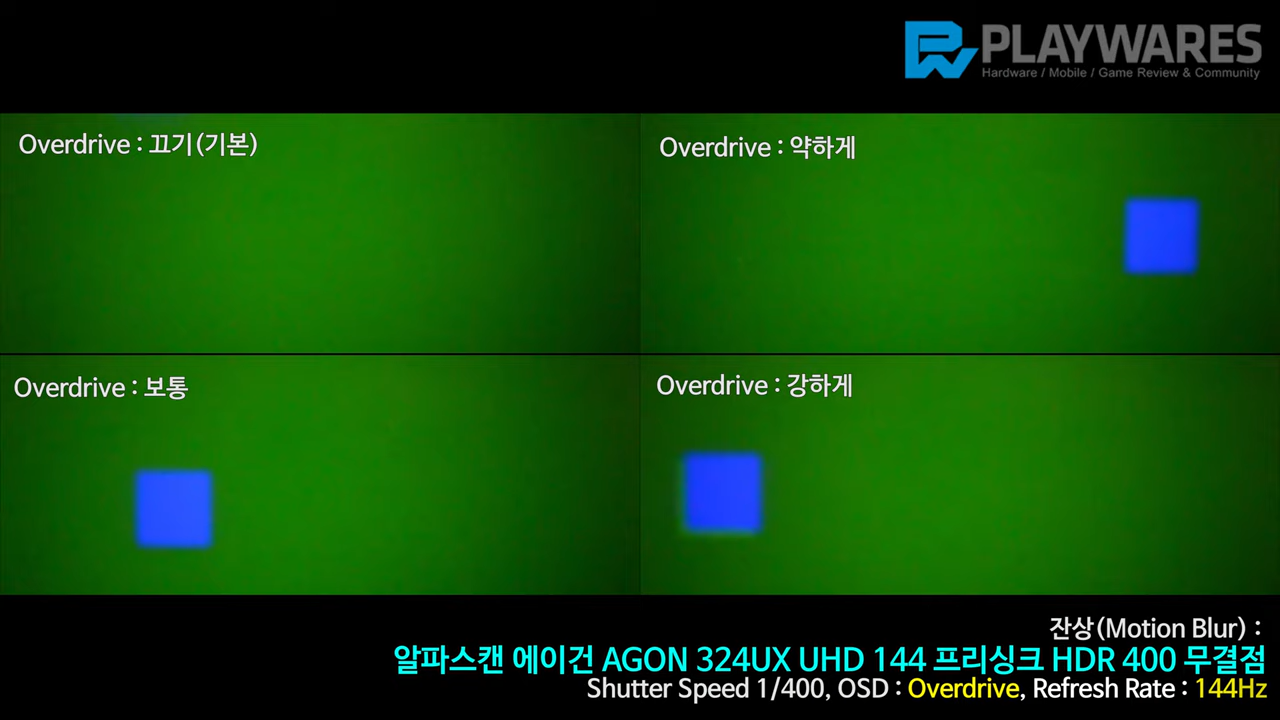 PLAYWARES
Hardware / Mobile / Game Review & Community
Overdrive : 끄기(기본)
Overdrive : 약하게
Overdrive : 보통
Overdrive : 강하게
잔상(Motion Blur) :
알파스캔 에이건 AGON 324UX UHD 144 프리싱크 HDR 400 무결점
Shutter Speed 1/400, OSD : Overdrive, Refresh Rate : 144Hz